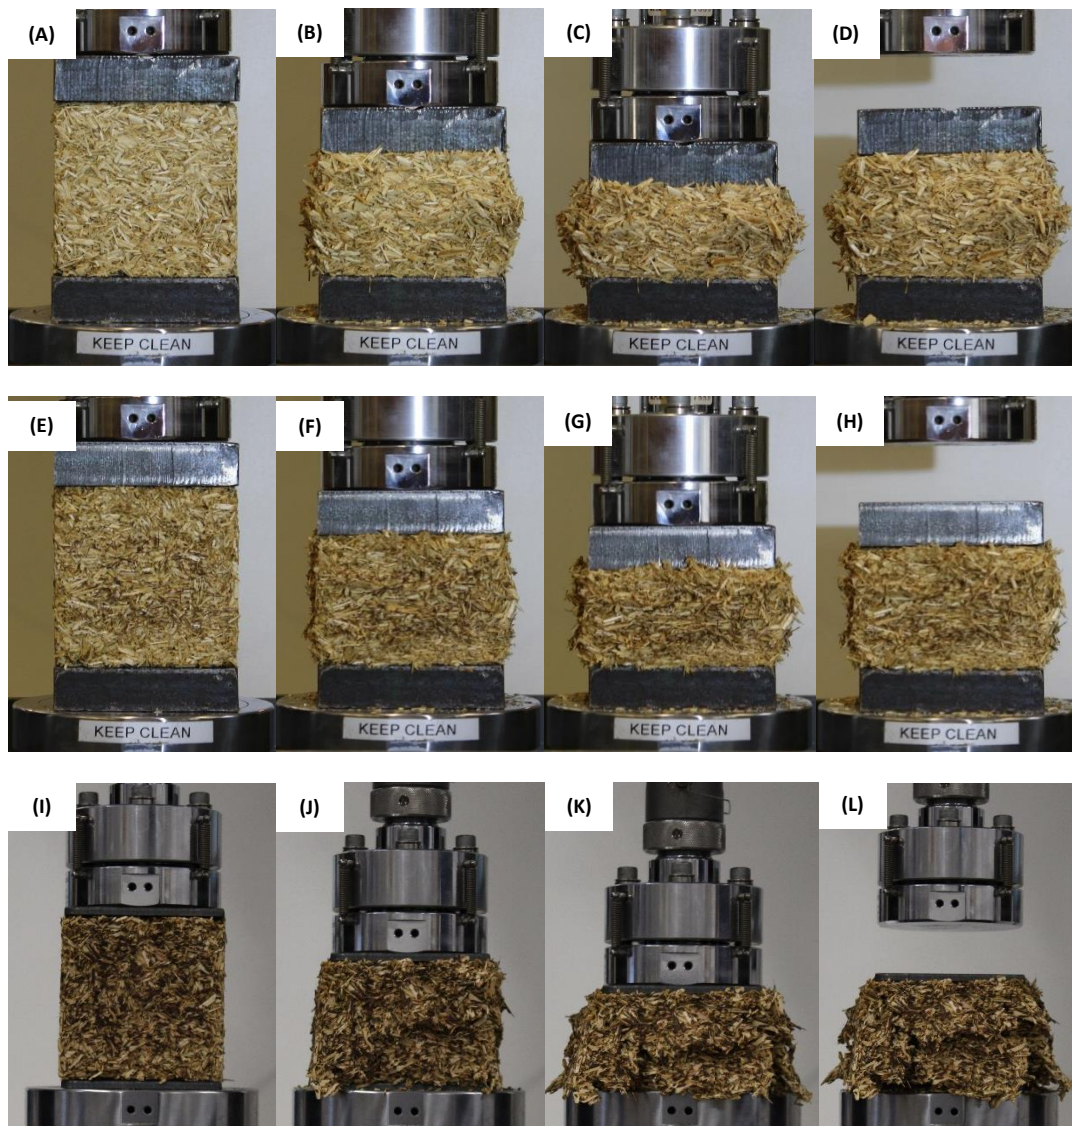 (A)
(B)
(C)
(D)
KEEP CLEAN
KEEP CLEAN
KEEP CLEAN
KEEP CLEAN
(E)
(F)
(G)
(H)
KEEP CLEAN
KEEP CLEAN
KEEP CLEAN
KEEP CLEAN
(I)
(J)
(K)
(L)